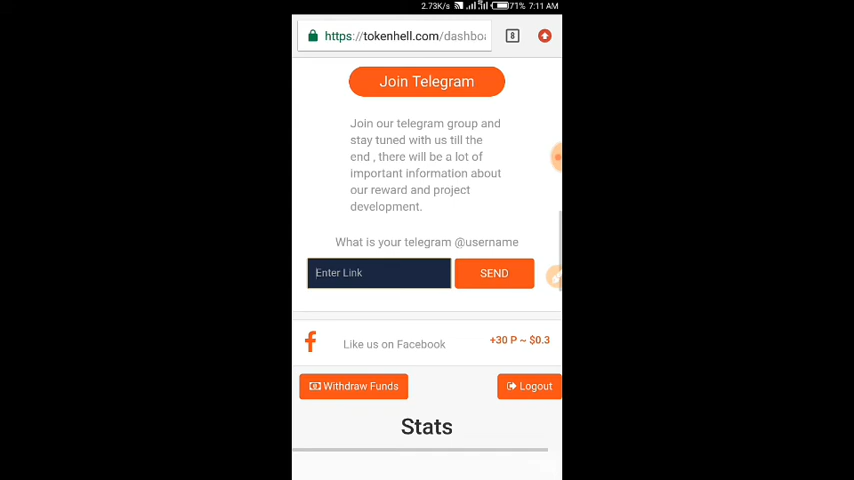 2.73K/s 71% 7:11 AM
https://tokenhell.com/dashboa
8
Join Telegram
Join our telegram group and
stay tuned with us till the
end , there will be a lot of
important information about
our reward and project
development.
What is your telegram @username
Enter Link
SEND
Like us on Facebook
+30 P ~ $0.3
Withdraw Funds
Logout
Stats